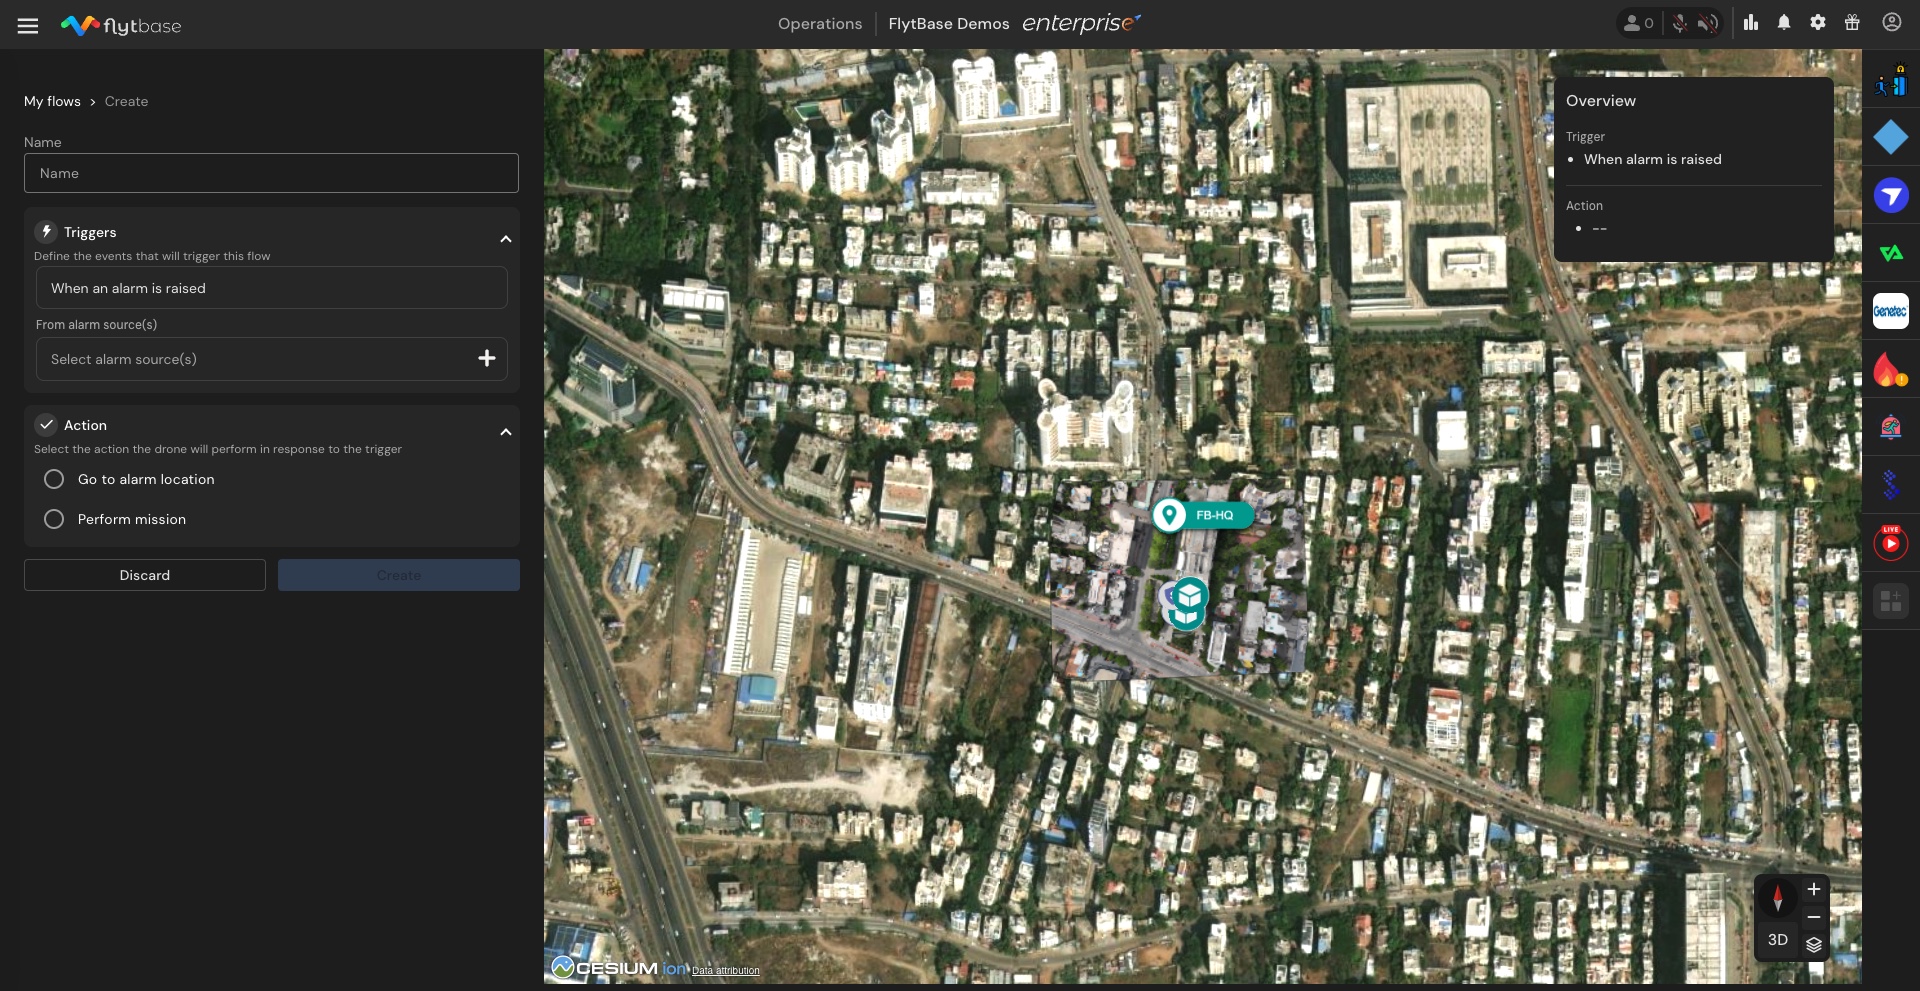 flytbase
Operations
FlytBase Demos
enterprise
0
My flows > Create
Name
Name
Triggers
Define the events that will trigger this flow
When an alarm is raised
From alarm source(s)
Select alarm source(s)
Action
Select the action the drone will perform in response to the trigger
Go to alarm location
Perform mission
Discard
Create
FB-HQ
Overview
Trigger
• When alarm is raised
Action
• --
Genetec
LIVE
3D
CESIUM ion
Data attribution